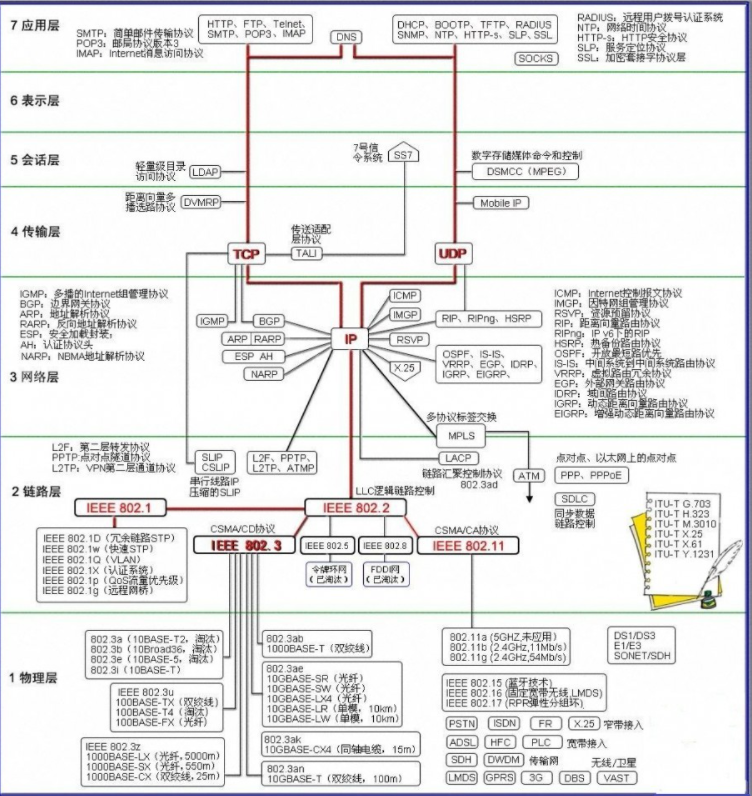 7 应用层
SMTP：简单邮件传输协议
POP3：邮局协议版本3
IMAP：Internet消息访问协议
HTTP、FTP、Telnet、
SMTP、POP3、IMAP
DNS
DHCP、BOOTP、TFTP、RADIUS
SNMP、NTP、HTTP-s、SLP、SSL
SOCKS
RADIUS：远程用户拨号认证系统
NTP：网络时间协议
HTTP-s：HTTP安全协议
SLP：服务定位协议
SSL：加密套接字协议层
6 表示层
5 会话层
轻量级目录
访问协议
LDAP
7号信
令系统
SS7
数字存储媒体命令和控制
DSMCC（MPEG）
4 传输层
距离向量多
播选路协议
DVMRP
Mobile IP
传送适配
层协议
TCP
TALI
UDP
IGMP：多播的Internet组管理协议
BGP：边界网关协议
ARP：地址解析协议
RARP：反向地址解析协议
ESP：安全加载封装；
AH：认证协议头
NARP：NBMA地址解析协议
3 网络层
IGMP
BGP
ARP
RARP
ESP AH
NARP
IP
ICMP
IMGP
RSVP
X.25
RIP、RIPng、HSRP
OSPF、IS-IS、
VRRP、EGP、IDRP、
IGRP、EIGRP、
ICMP：Internet控制报文协议
IMGP：因特网组管理协议
RSVP：资源预留协议
RIP：距离向量路由协议
RIPng：IP v6下的RIP
HSRP：热备份路由协议
OSPF：开放最短路优先
IS-IS：中间系统到中间系统路由协议
VRRP：虚拟路由冗余协议
EGP：外部网关路由协议
IDRP：域间路由协议
IGRP：动态距离向量路由协议
EIGRP：增强动态距离向量路由协议
多协议标签交换
MPLS
L2F：第二层转发协议
PPTP:点对点隧道协议
L2TP：VPN第二层通道协议
SLIP
CSLIP
串行线路IP
压缩的SLIP
L2F、PPTP、
L2TP、ATMP
LACP
链路汇聚控制协议
802.3ad
ATM
点对点、以太网上的点对点
PPP、PPPoE
SDLC
同步数据
链路控制
2 链路层
IEEE 802.1
LLC逻辑链路控制
IEEE 802.2
CSMA/CD协议
IEEE 802.3
IEEE 802.5
IEEE 802.8
CSMA/CA协议
IEEE 802.11
令牌环网
（已淘汰）
FDDI网
（已淘汰）
IEEE 802.1D（冗余链路STP）
IEEE 802.1w（快速STP）
IEEE 802.1Q（VLAN）
IEEE 802.1X（认证系统）
IEEE 802.1p（QoS流量优先级）
IEEE 802.1g（远程网桥）
ITU-T G.703
ITU-T H.323
ITU-T M.3010
ITU-T X.25
ITU-T X.61
ITU-T Y.1231
1 物理层
802.3a（10BASE-T2，淘汰）
802.3b（10Broad36，淘汰）
802.3e（10BASE-5，淘汰）
802.3i（10BASE-T）
IEEE 802.3u
100BASE-TX（双绞线）
100BASE-T4（淘汰）
100BASE-FX（光纤）
IEEE 802.3z
1000BASE-LX（光纤，5000m）
1000BASE-SX（光纤，550m）
1000BASE-CX（双绞线，25m）
802.3ab
1000BASE-T（双绞线）
802.3ae
10GBASE-SR（光纤）
10GBASE-SW（光纤）
10GBASE-LX4（光纤）
10GBASE-LR（单模，10km）
10GBASE-LW（单模，10km）
802.3ak
10GBASE-CX4（同轴电缆，15m）
802.3an
10GBASE-T（双绞线，100m）
802.11a（5GHZ,未应用）
802.11b（2.4GHz,11Mb/s）
802.11g（2.4GHz,54Mb/s）
DS1/DS3
E1/E3
SONET/SDH
IEEE 802.15（蓝牙技术）
IEEE 802.16（固定宽带无线,LMDS）
IEEE 802.17（RPR弹性分组环）
PSTN
ISDN
FR
X.25
窄带接入
ADSL
HFC
PLC
宽带接入
SDH
DWDM
传输网
无线/卫星
LMDS
GPRS
3G
DBS
VAST